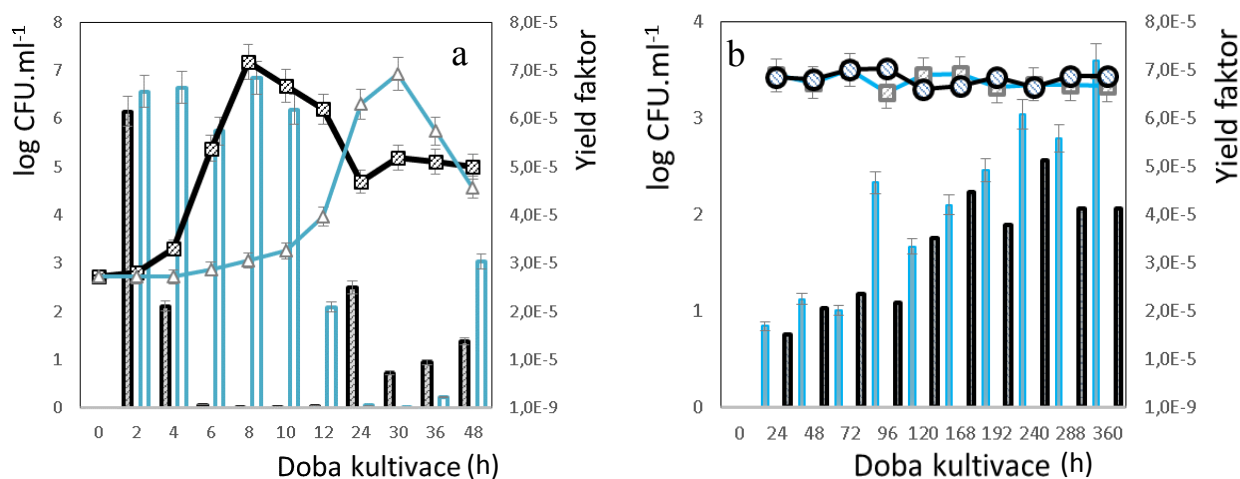 a
log CFU.ml-1
8
7
6
5
4
3
2
1
0
8,0E-5
7,0E-5
6,0E-5
5,0E-5
4,0E-5
3,0E-5
2,0E-5
1,0E-5
1,0E-9
Yield faktor
0 2 4 6 8 10 12 24 30 36 48
Doba kultivace (h)
b
log CFU.ml-1
4
3
2
1
0
8,0E-5
7,0E-5
6,0E-5
5,0E-5
4,0E-5
3,0E-5
2,0E-5
1,0E-5
1,0E-9
Yield faktor
0 24 48 72 96 120 168 192 240 288 360
Doba kultivace (h)